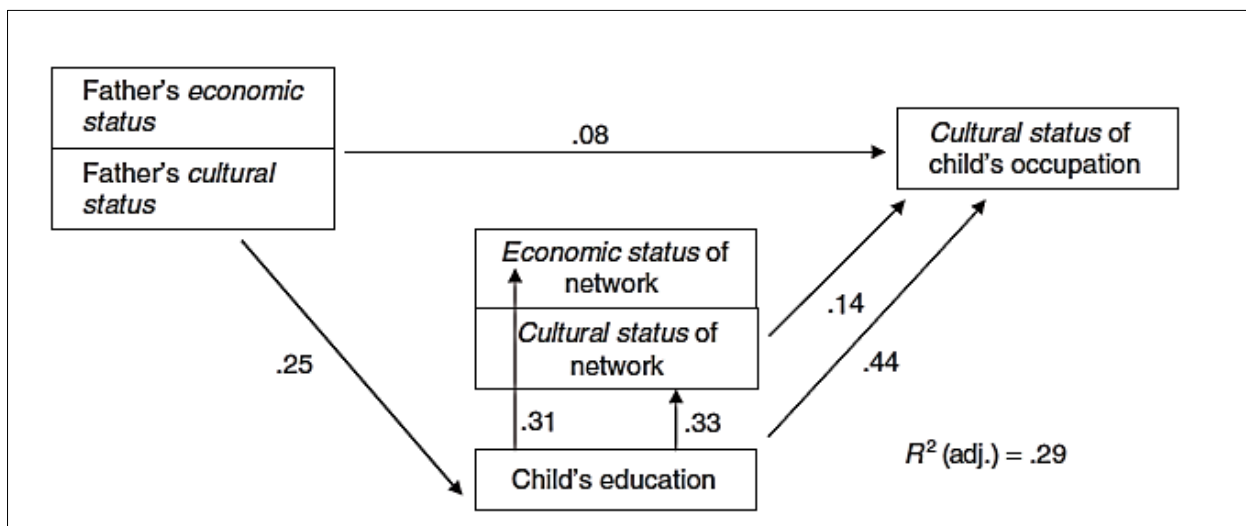 Father's economic
status
Father's cultural
status
.08
Cultural status of
child's occupation
Economic status of
network
Cultural status of
network
.14
.25
.44
.31
.33
Child's education
R² (adj.) = .29